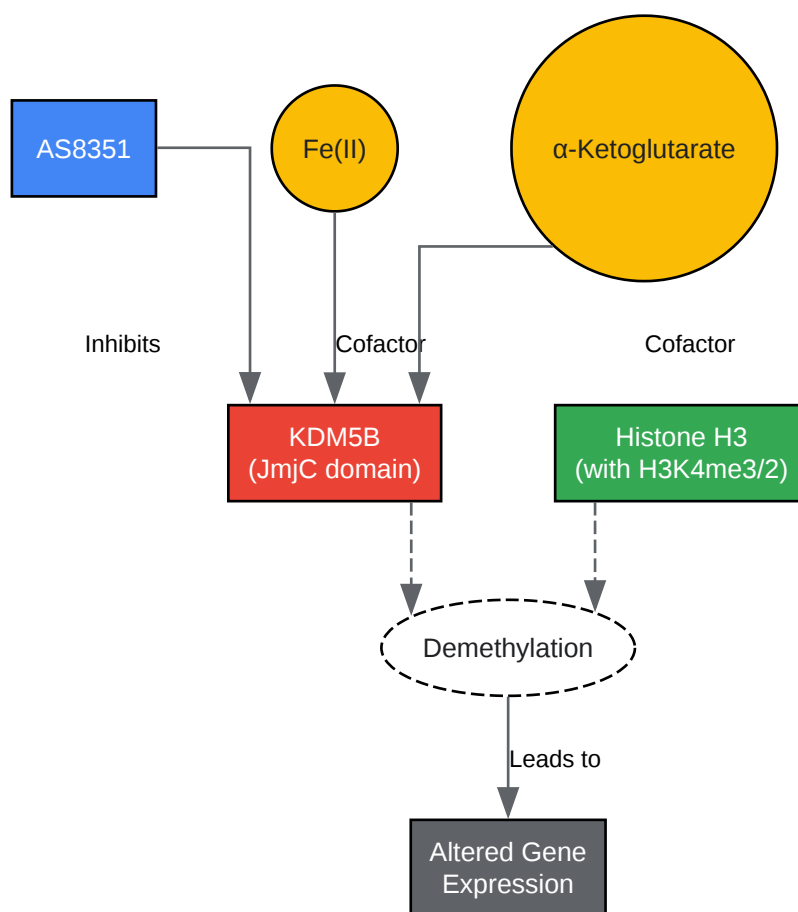 AS8351
Fe(II)
α-Ketoglutarate
Inhibits
Cofactor
Cofactor
KDM5B
(JmjC domain)
Histone H3
(with H3K4me3/2)
Demethylation
Leads to
Altered Gene
Expression